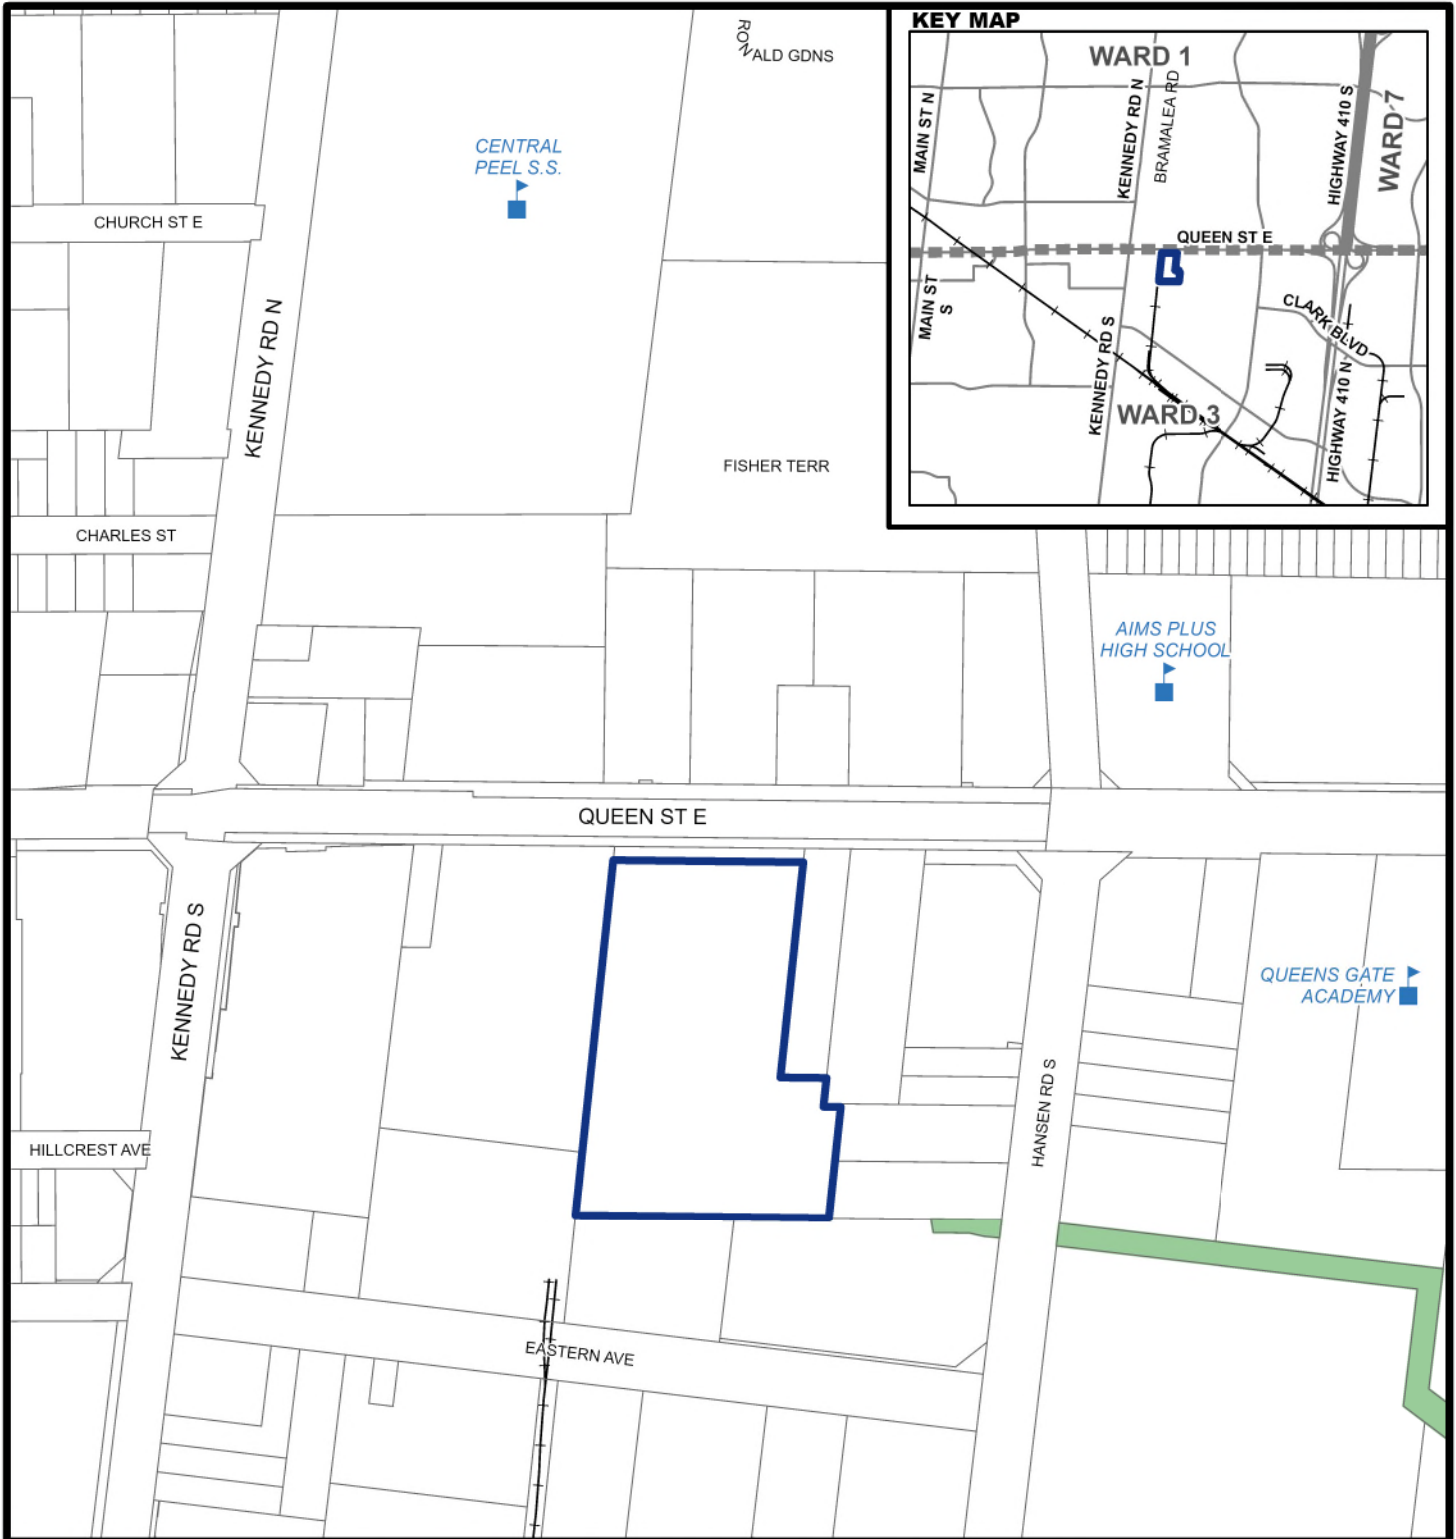 KEY MAP
WARD 1
MAIN ST N
KENNEDY RD N
BRAMALEA RD
HIGHWAY 410 S
WARD 7
QUEEN ST E
MAIN ST
S
CLARK BLVD
KENNEDY RD S
WARD 3
HIGHWAY 410 N
RONALD GDNS
CENTRAL
PEEL S.S.
CHURCH ST E
KENNEDY RD N
FISHER TERR
CHARLES ST
AIMS PLUS
HIGH SCHOOL
QUEEN ST E
KENNEDY RD S
QUEENS GATE
ACADEMY
HANSEN RD S
HILLCREST AVE
EASTERN AVE